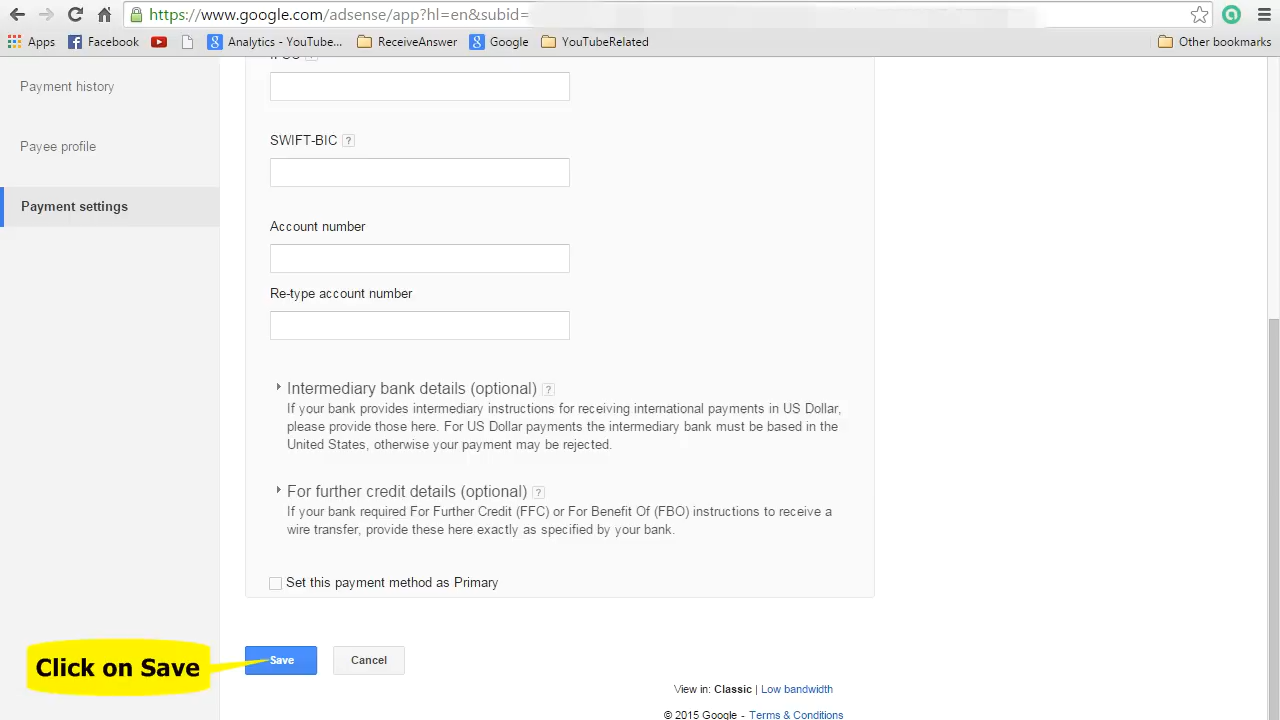 https://www.google.com/adsense/app?hl=en&subid=
Apps Facebook Analytics - YouTube... ReceiveAnswer Google YouTubeRelated Other bookmarks
Payment history
Payee profile
Payment settings
SWIFT-BIC ?
Account number
Re-type account number
Intermediary bank details (optional) ?
If your bank provides intermediary instructions for receiving international payments in US Dollar,
please provide those here. For US Dollar payments the intermediary bank must be based in the
United States, otherwise your payment may be rejected.
For further credit details (optional) ?
If your bank required For Further Credit (FFC) or For Benefit Of (FBO) instructions to receive a
wire transfer, provide these here exactly as specified by your bank.
Set this payment method as Primary
Click on Save
Save Cancel
View in: Classic | Low bandwidth
© 2015 Google - Terms & Conditions